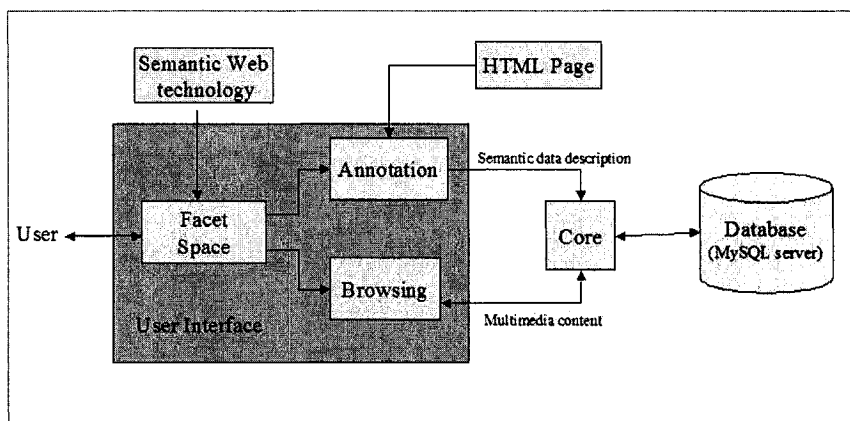 Semantic Web
technology
HTML Page
Annotation
Semantic data description
Facet
Space
User
Core
Database
(MySQL server)
Browsing
User Interface
Multimedia content